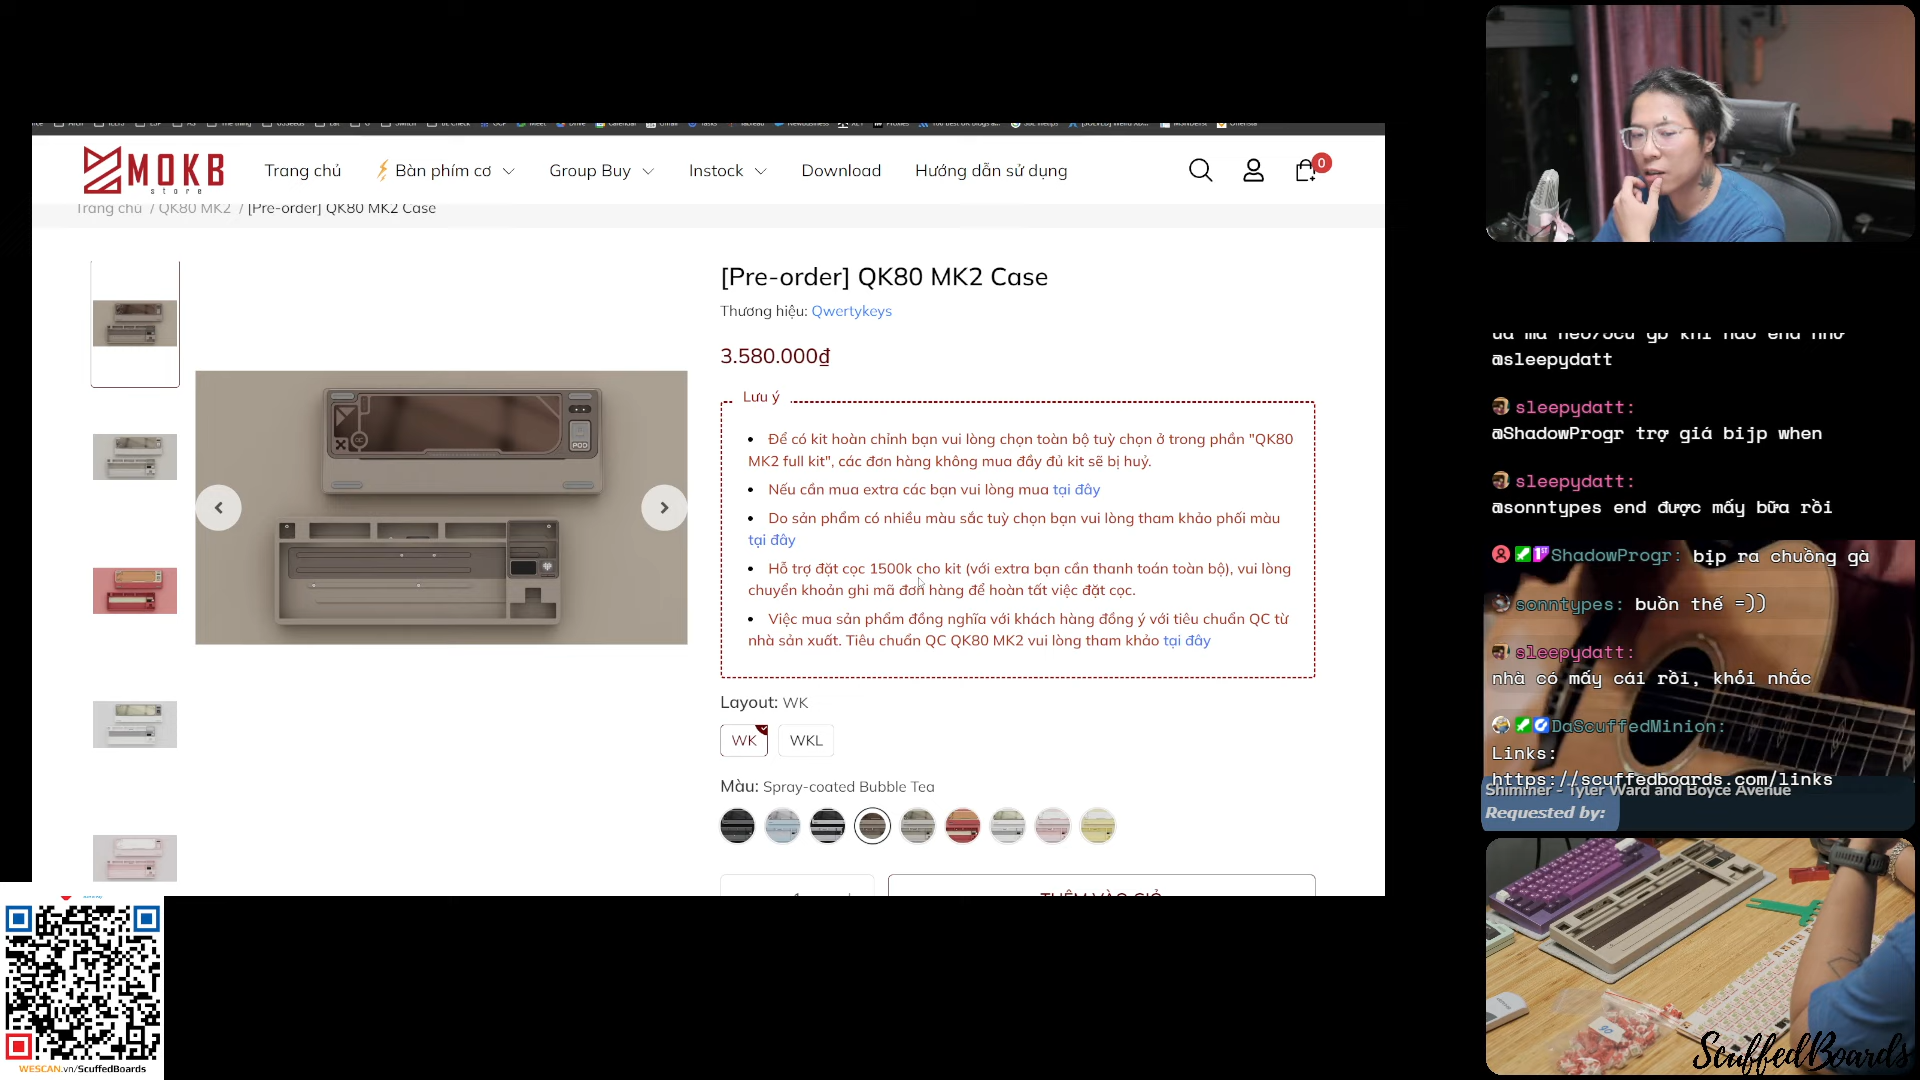 MOKB
store
Trang chủ
Bàn phím cơ
Group Buy
Instock
Download
Hướng dẫn sử dụng
0
Trang chủ / QK80 MK2 / [Pre-order] QK80 MK2 Case
POD
[Pre-order] QK80 MK2 Case
Thương hiệu: Qwertykeys
3.580.000₫
Lưu ý
Để có kit hoàn chỉnh bạn vui lòng chọn toàn bộ tuỳ chọn ở trong phần "QK80
MK2 full kit", các đơn hàng không mua đầy đủ kit sẽ bị huỷ.
Nếu cần mua extra các bạn vui lòng mua tại đây
Do sản phẩm có nhiều màu sắc tuỳ chọn bạn vui lòng tham khảo phối màu
tại đây
Hỗ trợ đặt cọc 1500k cho kit (với extra bạn cần thanh toán toàn bộ), vui lòng
chuyển khoản ghi mã đơn hàng để hoàn tất việc đặt cọc.
Việc mua sản phẩm đồng nghĩa với khách hàng đồng ý với tiêu chuẩn QC từ
nhà sản xuất. Tiêu chuẩn QC QK80 MK2 vui lòng tham khảo tại đây
Layout: WK
WK
WKL
Màu: Spray-coated Bubble Tea
THÊM VÀO GIỎ
WESCAN.vn/ScuffedBoards
@sleepydatt
sleepydatt:
@ShadowProgr trợ giá bijp when
sleepydatt:
@sonntypes end được mấy bữa rồi
ShadowProgr: bịp ra chuồng gà
sonntypes: buồn thế =))
sleepydatt:
nhà có mấy cái rồi, khỏi nhắc
DaScuffedMinion:
Links:
https://scuffedboards.com/links
Shimmer - Tyler Ward and Boyce Avenue
Requested by:
ScuffedBoards